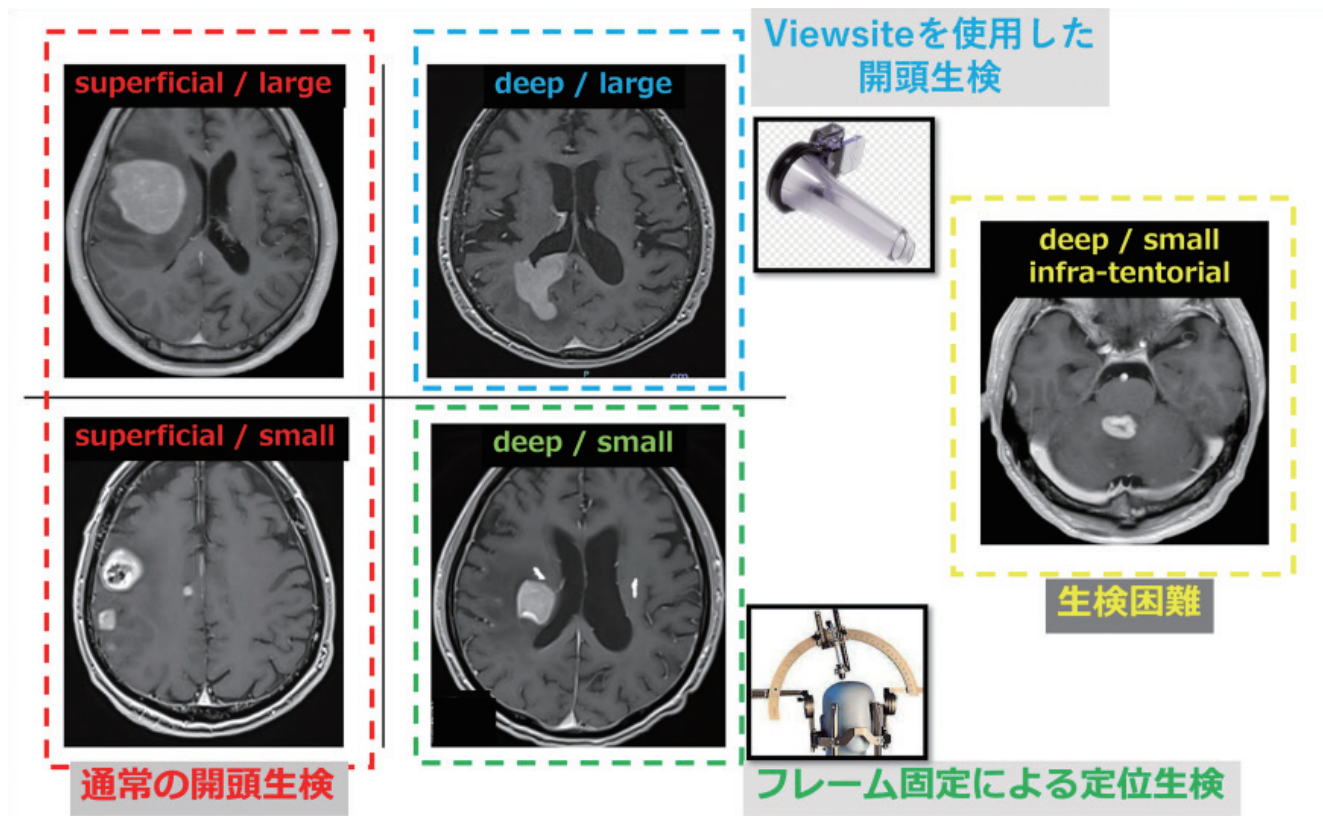 Viewsiteを使用した
開頭生検
superficial / large
deep / large
deep / small
infra-tentorial
P
cm
superficial / small
deep / small
生検困難
通常の開頭生検
フレーム固定による定位生検